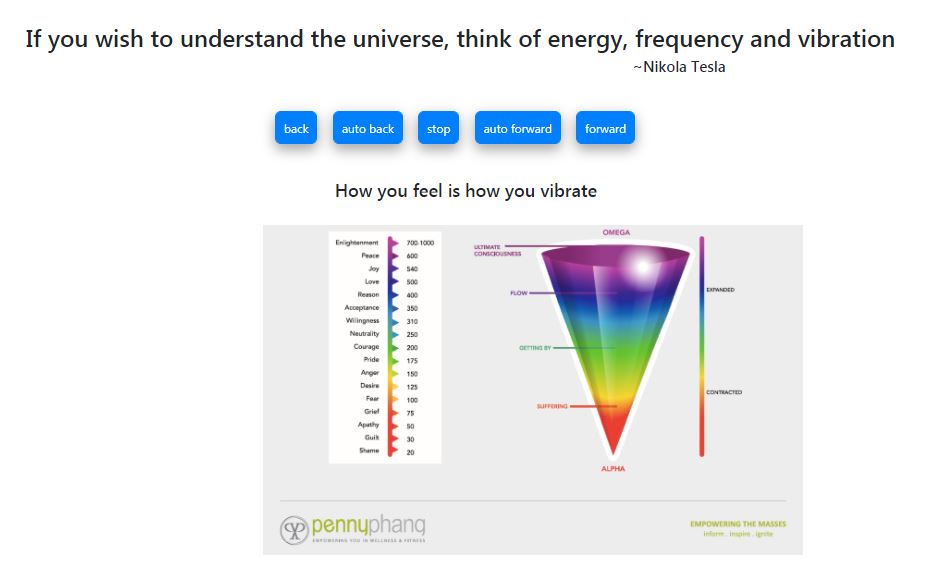 If you wish to understand the universe, think of energy, frequency and vibration
~Nikola Tesla
back auto back stop auto forward forward
How you feel is how you vibrate
Enlightenment 700-1000
Peace 600
Joy 540
Love 500
Reason 400
Acceptance 350
Willingness 310
Neutrality 250
Courage 200
Pride 175
Anger 150
Desire 125
Fear 100
Grief 75
Apathy 50
Guilt 30
Shame 20
OMEGA
ULTIMATE
CONSCIOUSNESS
FLOW
GETTING BY
SUFFERING
ALPHA
EXPANDED
CONTRACTED
pennyphang
EMPOWERING YOU IN WELLNESS & FITNESS
EMPOWERING THE MASSES
inform . inspire . ignite